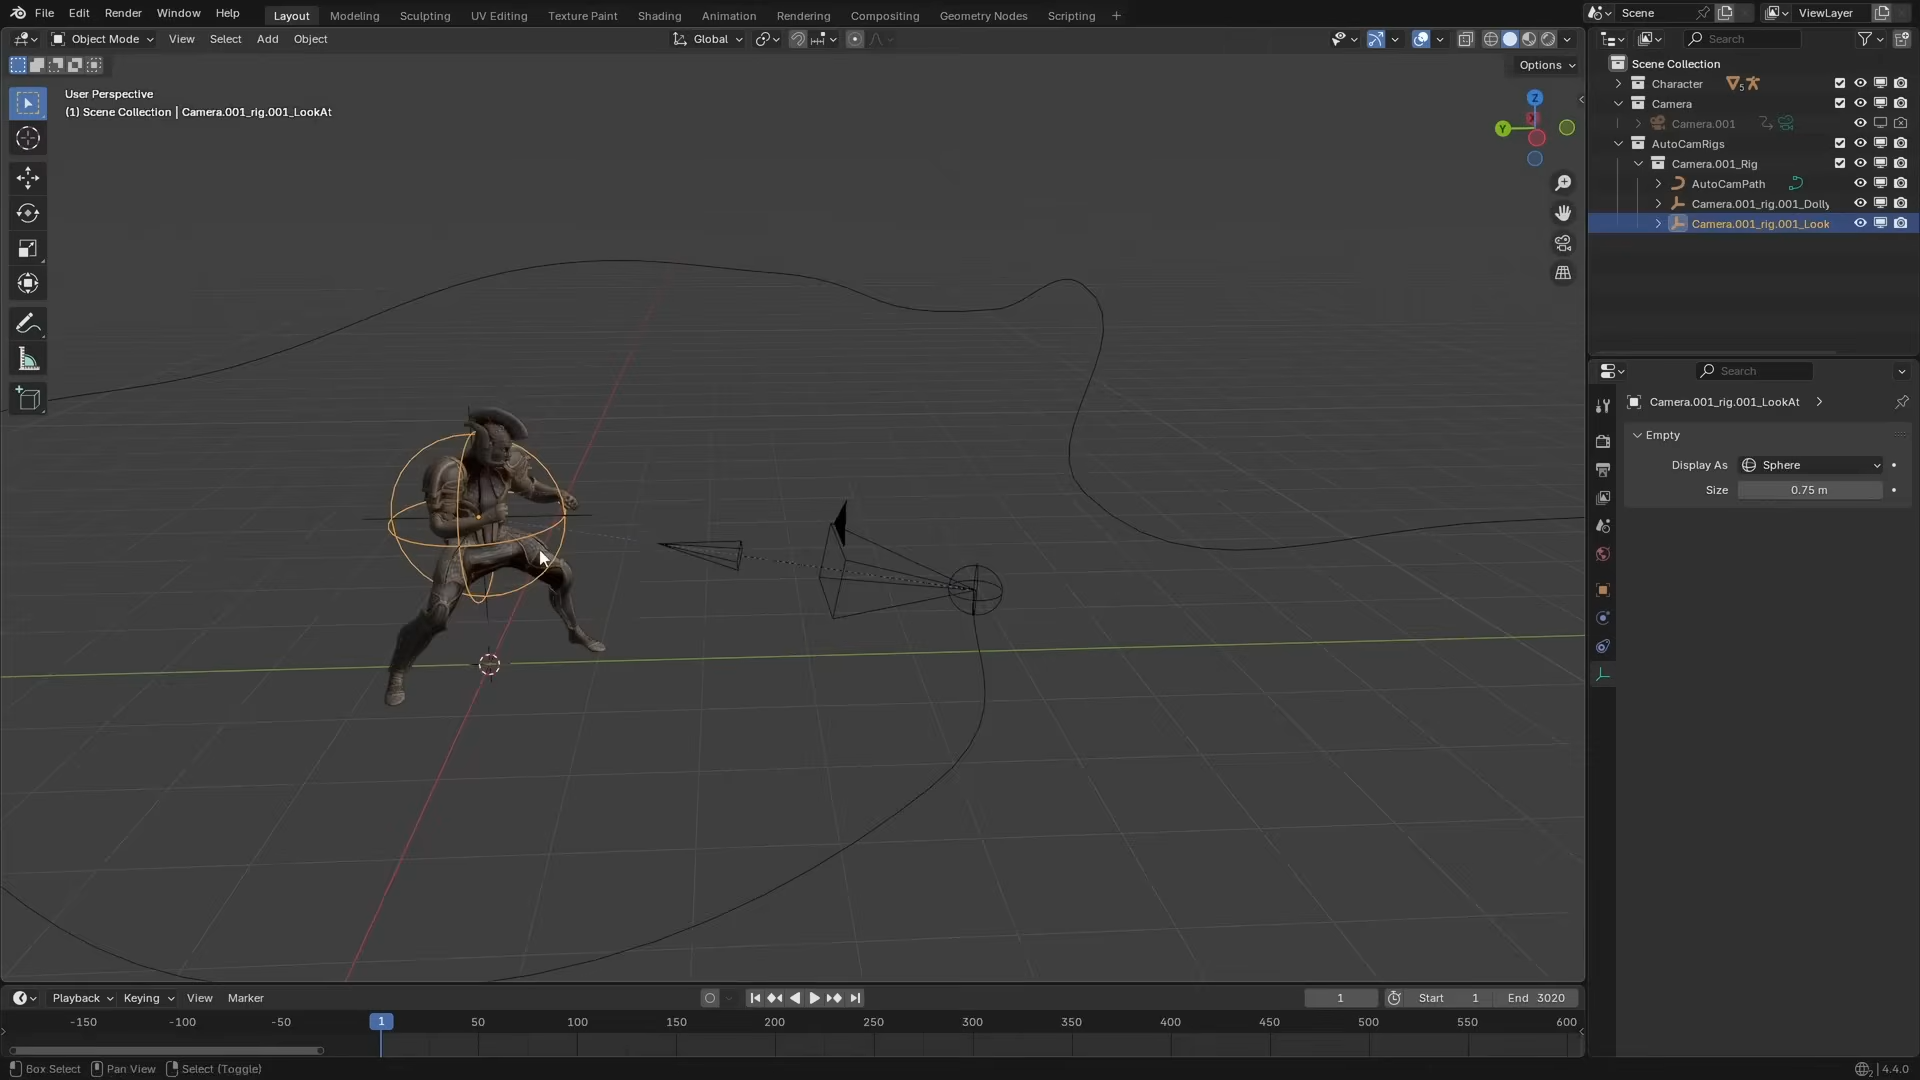 File Edit Render Window Help Layout Modeling Sculpting UV Editing Texture Paint Shading Animation Rendering Compositing Geometry Nodes Scripting Scene ViewLayer
Object Mode View Select Add Object Global Search
Options
User Perspective
(1) Scene Collection | Camera.001_rig.001_LookAt
Z
Y
Scene Collection
Character 5
Camera
Camera.001
AutoCamRigs
Camera.001_Rig
AutoCamPath
Camera.001_rig.001_Dolly
Camera.001_rig.001_Look
Search
Camera.001_rig.001_LookAt
Empty
Display As Sphere
Size 0.75 m
Playback Keying View Marker 1 Start 1 End 3020
-150 -100 -50 1 50 100 150 200 250 300 350 400 450 500 550 600
Box Select Pan View Select (Toggle) 4.4.0